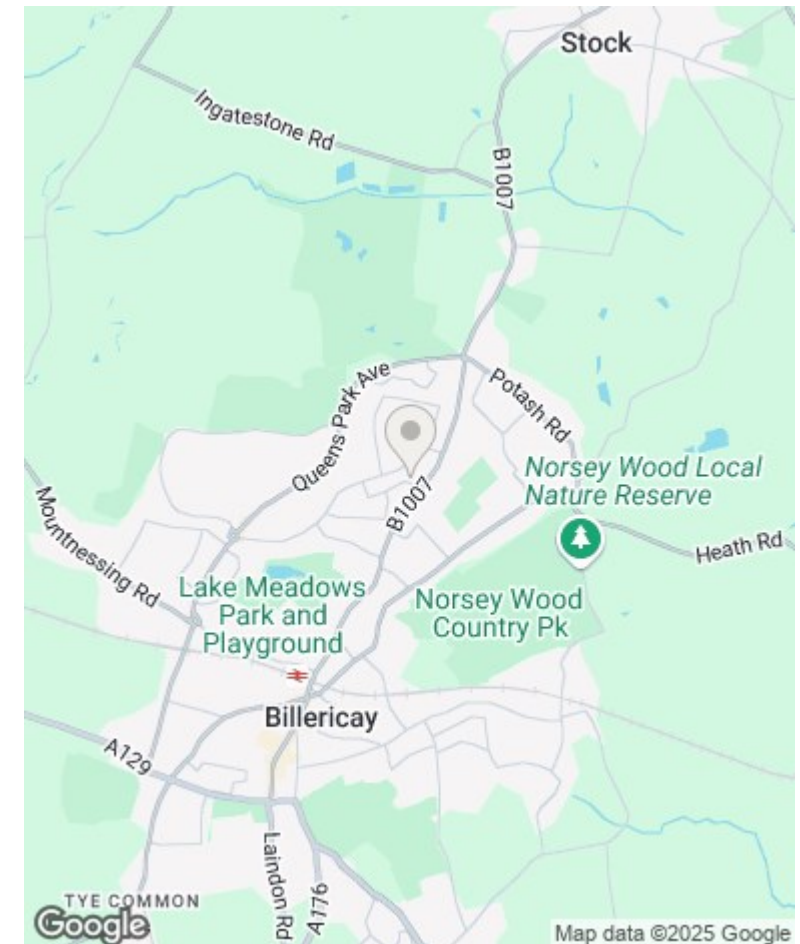 Stock
Ingatestone Rd
B1007
Queens Park Ave
Potash Rd
Norsey Wood Local
Nature Reserve
B1007
Mountnessing Rd
Heath Rd
Lake Meadows
Park and
Playground
Norsey Wood
Country Pk
Billericay
A129
Laindon Rd
A176
TYE COMMON
Google
Map data ©2025 Google